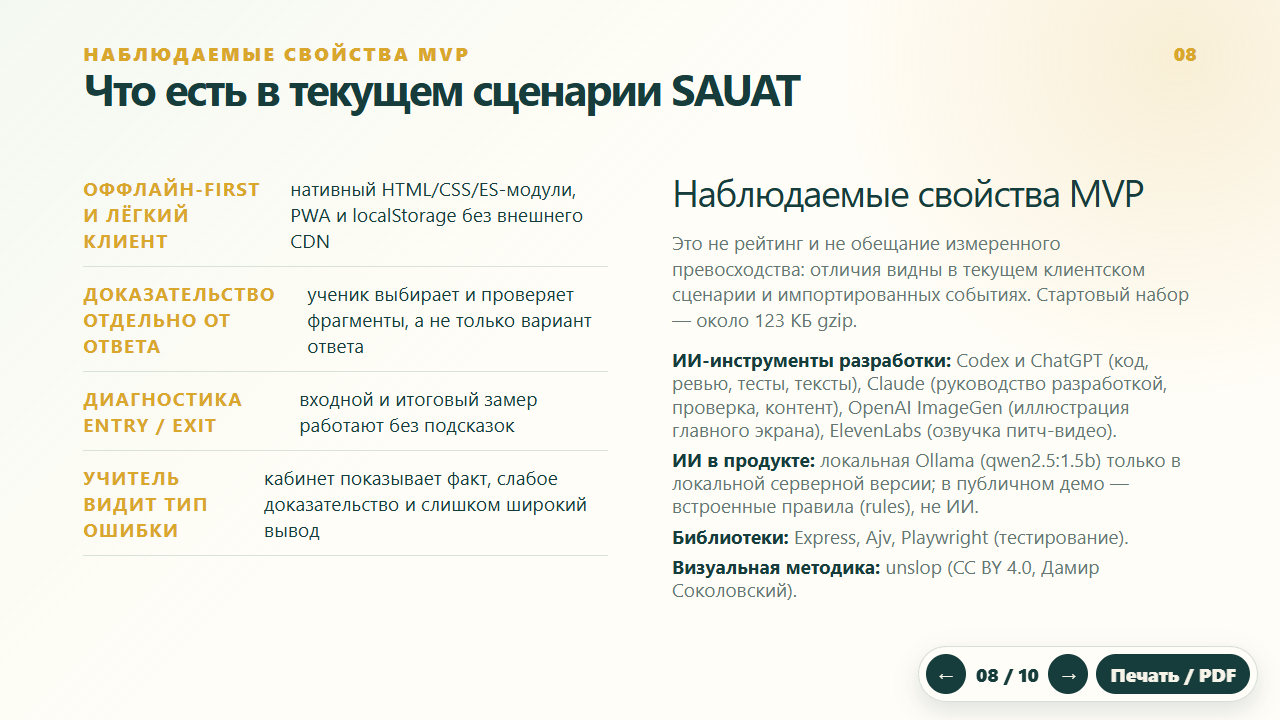 НАБЛЮДАЕМЫЕ СВОЙСТВА MVP
08
Что есть в текущем сценарии SAUAT
ОФФЛАЙН-FIRST
И ЛЁГКИЙ
КЛИЕНТ
нативный HTML/CSS/ES-модули,
PWA и localStorage без внешнего
CDN
ДОКАЗАТЕЛЬСТВО
ОТДЕЛЬНО ОТ
ОТВЕТА
ученик выбирает и проверяет
фрагменты, а не только вариант
ответа
ДИАГНОСТИКА
ENTRY / EXIT
входной и итоговый замер
работают без подсказок
УЧИТЕЛЬ
ВИДИТ ТИП
ОШИБКИ
кабинет показывает факт, слабое
доказательство и слишком широкий
вывод
Наблюдаемые свойства MVP
Это не рейтинг и не обещание измеренного
превосходства: отличия видны в текущем клиентском
сценарии и импортированных событиях. Стартовый набор
— около 123 КБ gzip.
ИИ-инструменты разработки: Codex и ChatGPT (код,
ревью, тесты, тексты), Claude (руководство разработкой,
проверка, контент), OpenAI ImageGen (иллюстрация
главного экрана), ElevenLabs (озвучка питч-видео).
ИИ в продукте: локальная Ollama (qwen2.5:1.5b) только в
локальной серверной версии; в публичном демо —
встроенные правила (rules), не ИИ.
Библиотеки: Express, Ajv, Playwright (тестирование).
Визуальная методика: unslop (CC BY 4.0, Дамир
Соколовский).
← 08 / 10 → Печать / PDF